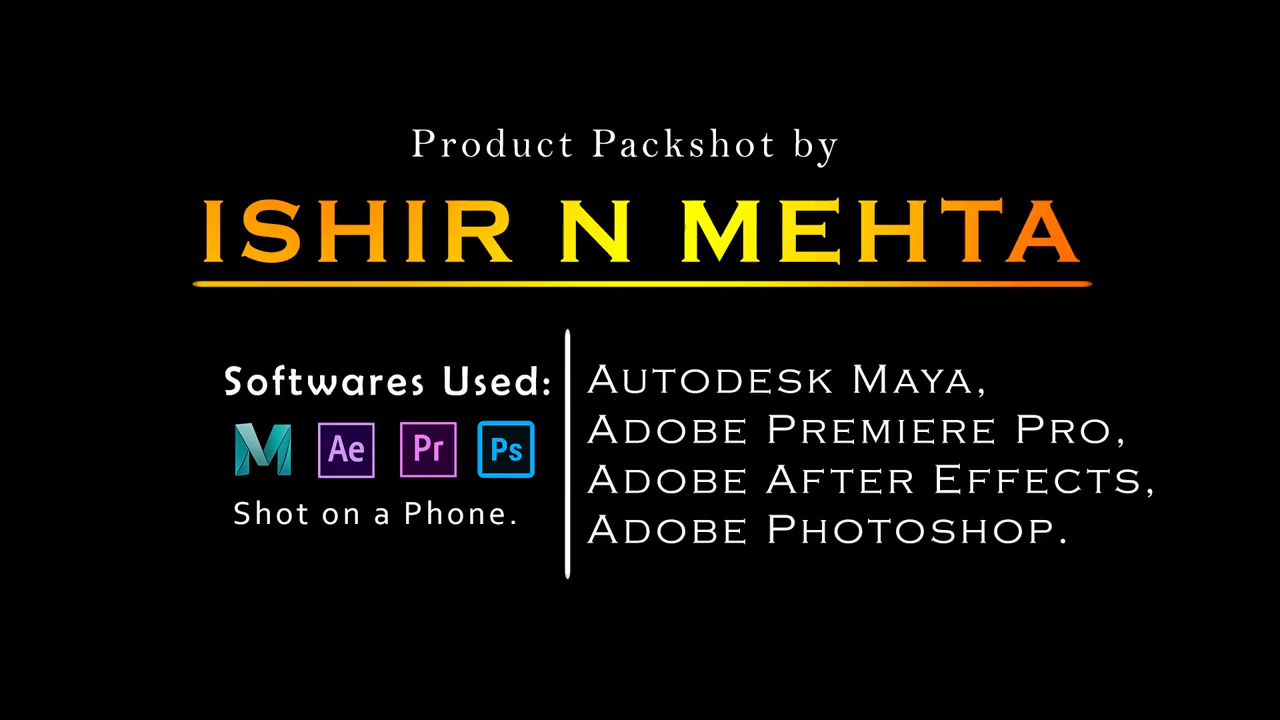 Product Packshot by
ISHIR N MEHTA
Softwares Used:
M Ae Pr Ps
Shot on a Phone.
AUTODESK MAYA,
ADOBE PREMIERE PRO,
ADOBE AFTER EFFECTS,
ADOBE PHOTOSHOP.